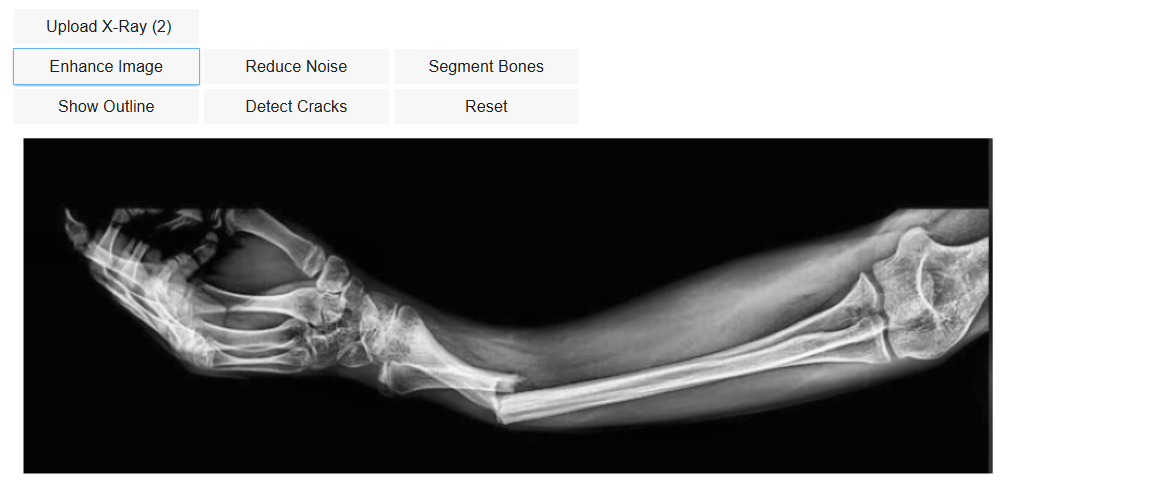 Upload X-Ray (2)
Enhance Image Reduce Noise Segment Bones
Show Outline Detect Cracks Reset